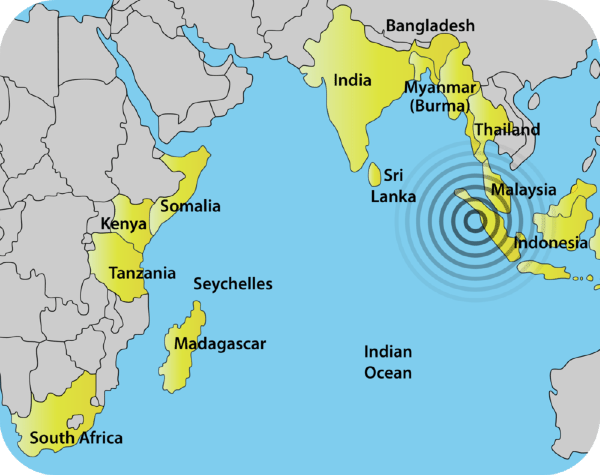 Bangladesh
India
Myanmar
(Burma)
Thailand
Sri
Lanka
Malaysia
Somalia
Kenya
Indonesia
Tanzania
Seychelles
Madagascar
Indian
Ocean
South Africa